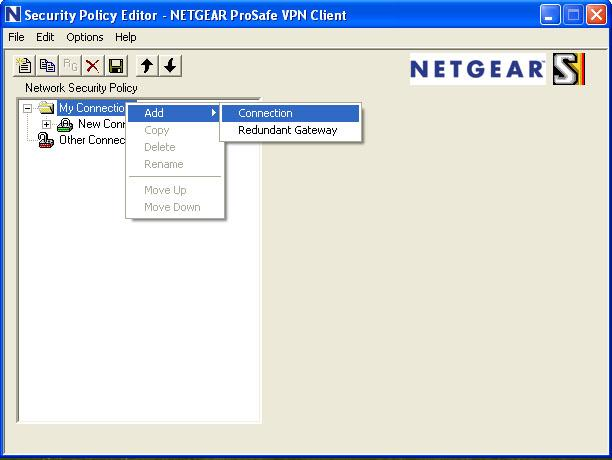 Security Policy Editor - NETGEAR ProSafe VPN Client
File Edit Options Help
NETGEAR
Network Security Policy
My Connection
New Conn
Other Connec
Add
Copy
Delete
Rename
Move Up
Move Down
Connection
Redundant Gateway